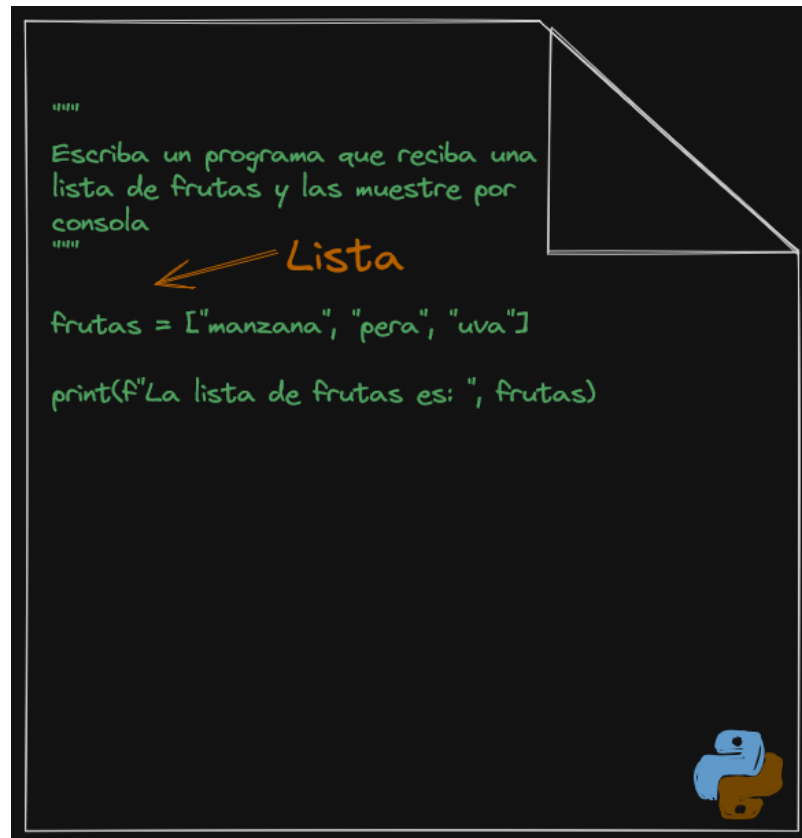 """
Escriba un programa que reciba una
lista de frutas y las muestre por
consola
"""
Lista
frutas = ["manzana", "pera", "uva"]
print(f"La lista de frutas es: ", frutas)